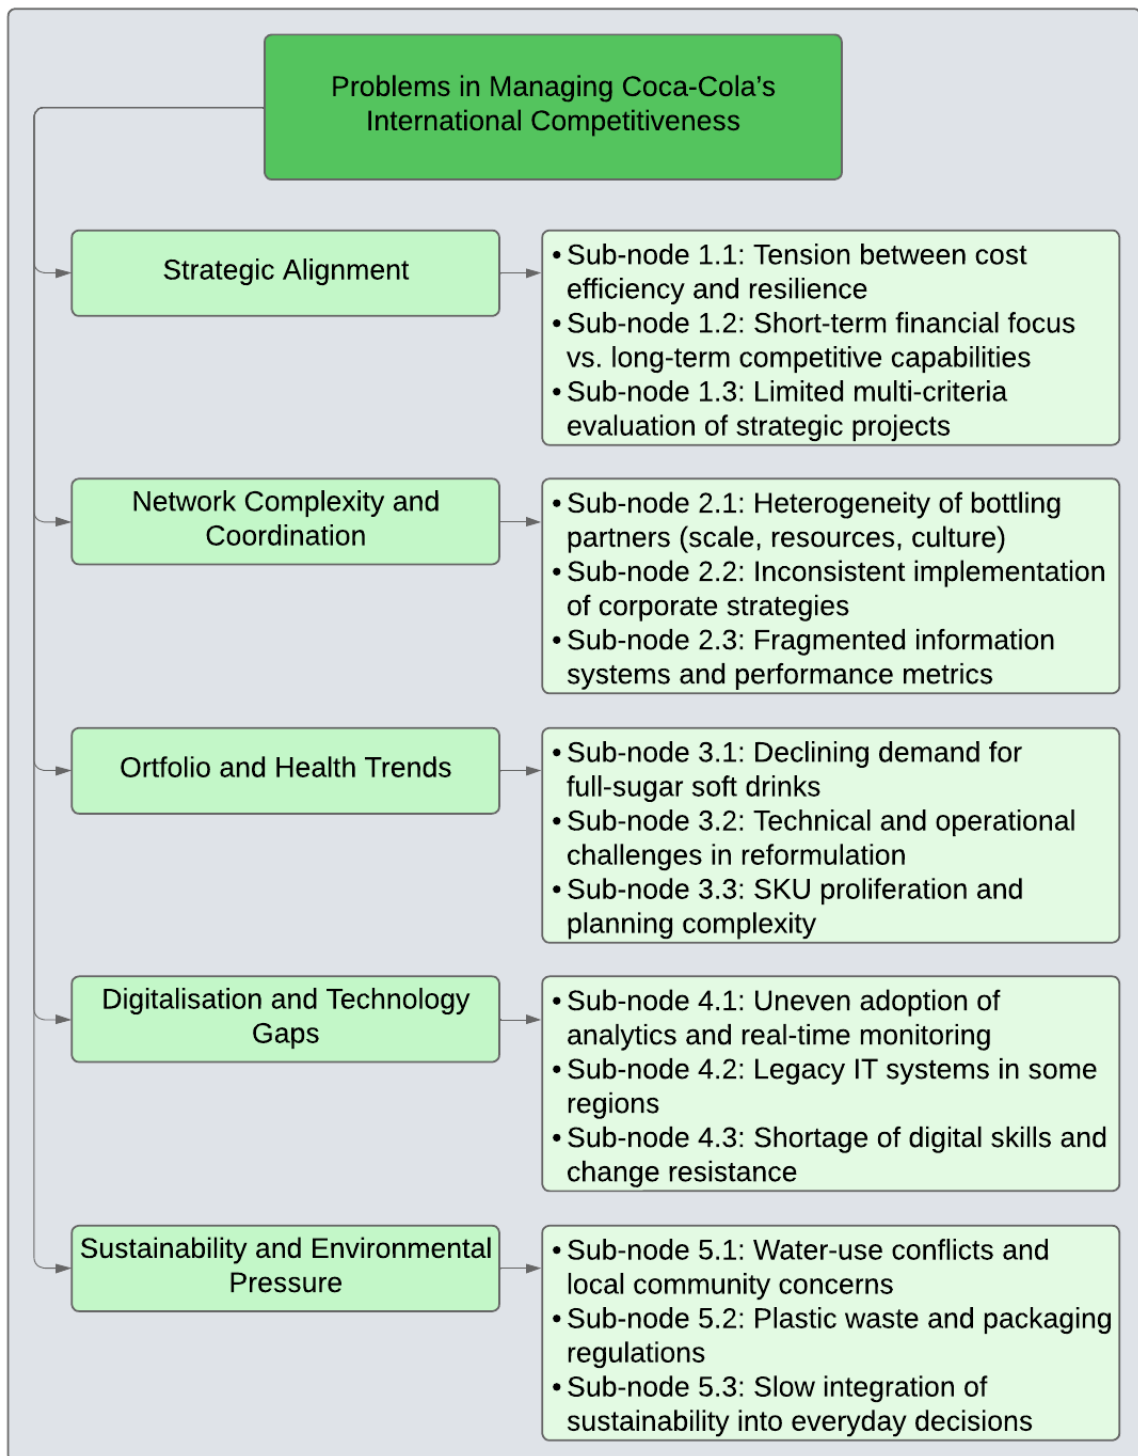 Problems in Managing Coca-Cola's
International Competitiveness
Strategic Alignment
• Sub-node 1.1: Tension between cost
efficiency and resilience
• Sub-node 1.2: Short-term financial focus
vs. long-term competitive capabilities
• Sub-node 1.3: Limited multi-criteria
evaluation of strategic projects
Network Complexity and
Coordination
• Sub-node 2.1: Heterogeneity of bottling
partners (scale, resources, culture)
• Sub-node 2.2: Inconsistent implementation
of corporate strategies
• Sub-node 2.3: Fragmented information
systems and performance metrics
Ortfolio and Health Trends
• Sub-node 3.1: Declining demand for
full-sugar soft drinks
• Sub-node 3.2: Technical and operational
challenges in reformulation
• Sub-node 3.3: SKU proliferation and
planning complexity
Digitalisation and Technology
Gaps
• Sub-node 4.1: Uneven adoption of
analytics and real-time monitoring
• Sub-node 4.2: Legacy IT systems in some
regions
• Sub-node 4.3: Shortage of digital skills and
change resistance
Sustainability and Environmental
Pressure
• Sub-node 5.1: Water-use conflicts and
local community concerns
• Sub-node 5.2: Plastic waste and packaging
regulations
• Sub-node 5.3: Slow integration of
sustainability into everyday decisions